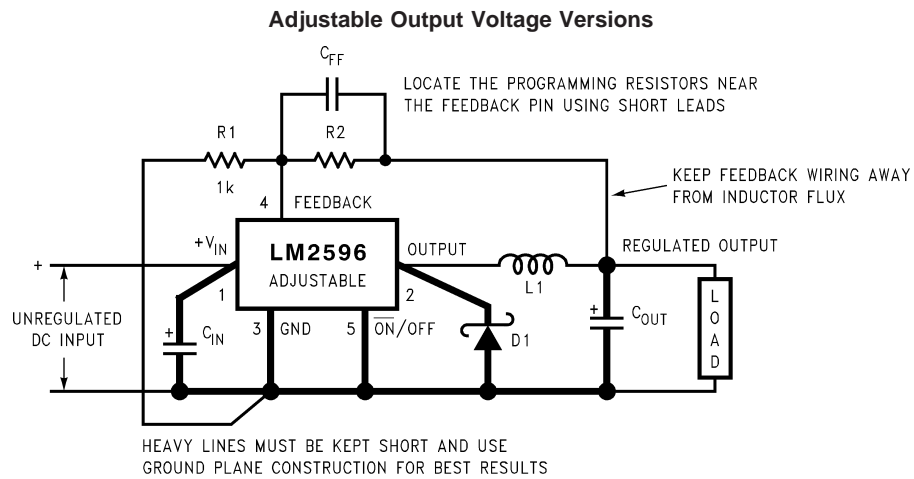 Adjustable Output Voltage Versions
CFF
LOCATE THE PROGRAMMING RESISTORS NEAR
THE FEEDBACK PIN USING SHORT LEADS
R1
R2
1k
KEEP FEEDBACK WIRING AWAY
FROM INDUCTOR FLUX
4 FEEDBACK
+VIN
LM2596
ADJUSTABLE
OUTPUT
REGULATED OUTPUT
+
1
2
L1
UNREGULATED
DC INPUT
+
CIN
3 GND
5 ON/OFF
D1
+
COUT
LOAD
HEAVY LINES MUST BE KEPT SHORT AND USE
GROUND PLANE CONSTRUCTION FOR BEST RESULTS